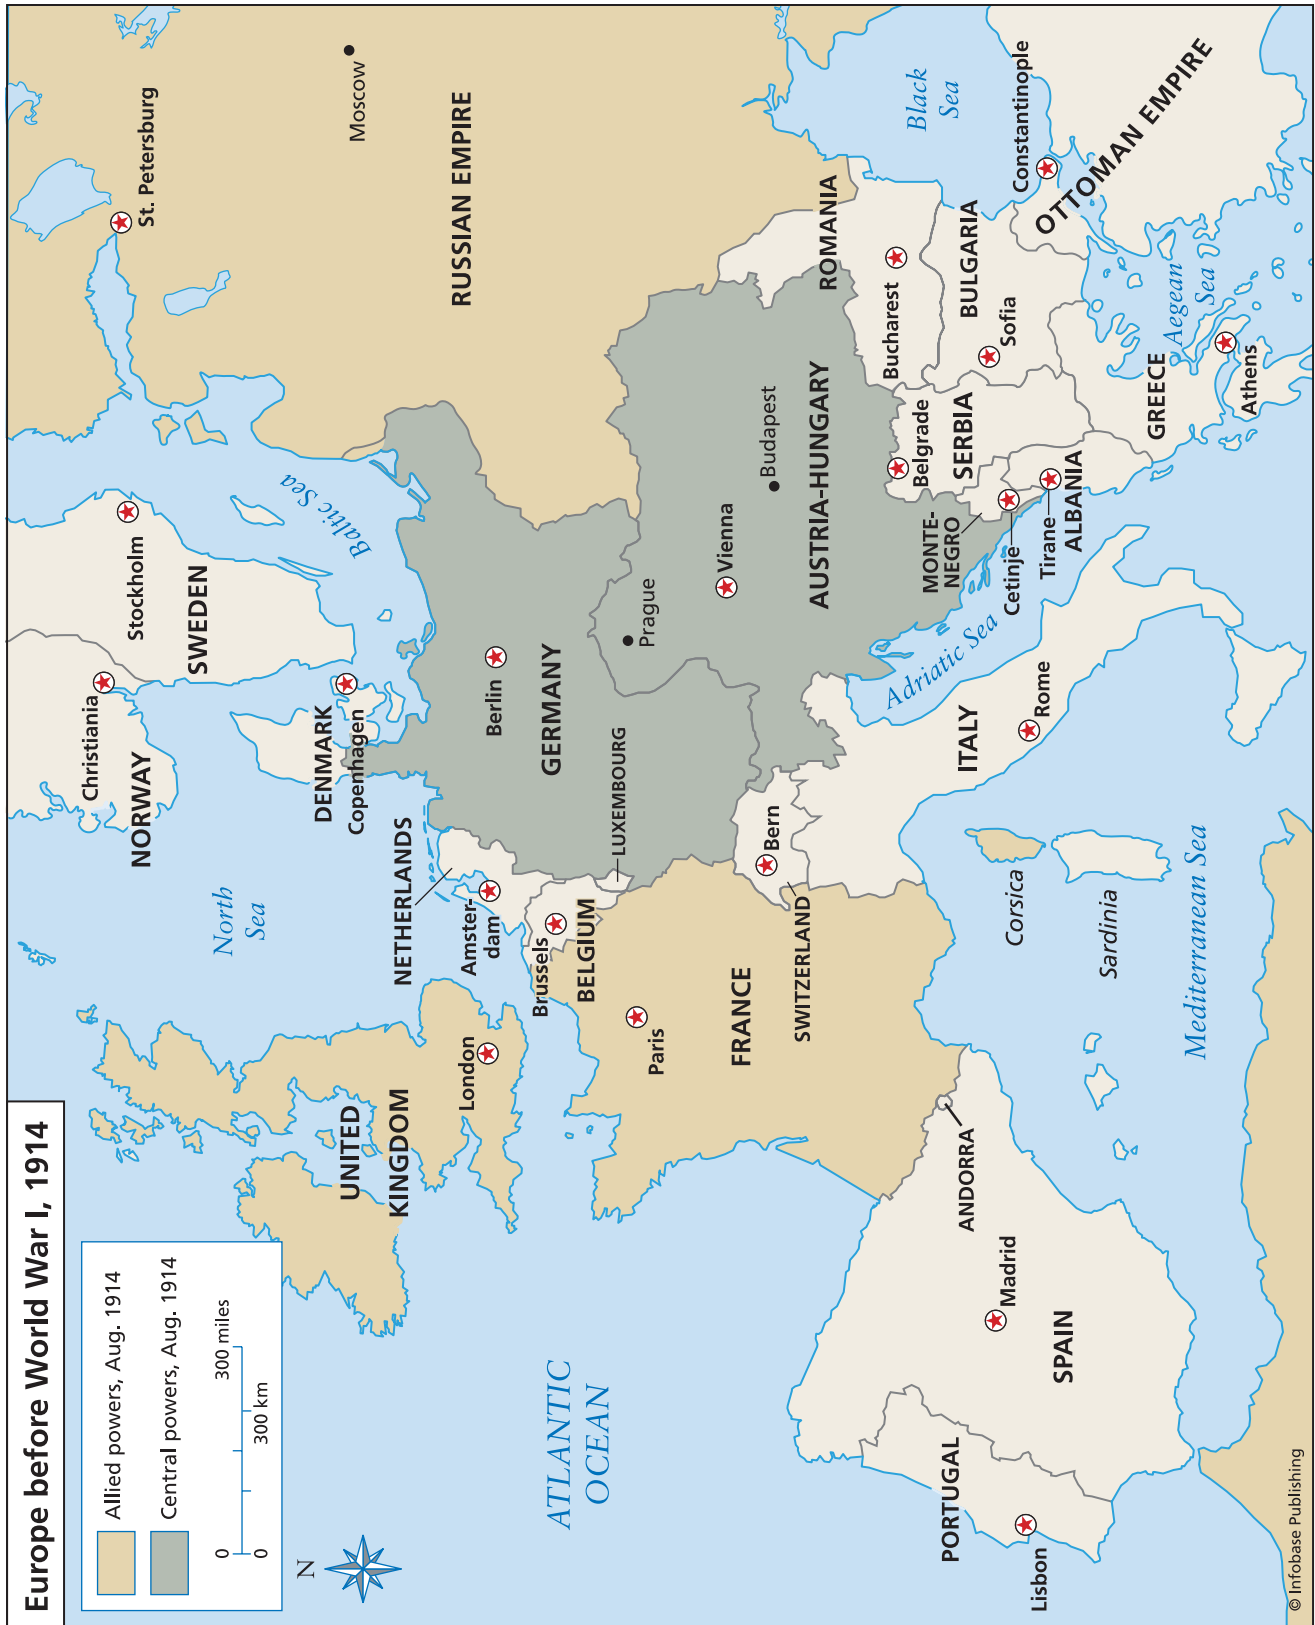 Europe before World War I, 1914
Allied powers, Aug. 1914
Central powers, Aug. 1914
0
300 miles
0
300 km
N
ATLANTIC
OCEAN
North
Sea
Baltic Sea
Black
Sea
Aegean
Sea
Adriatic Sea
Mediterranean Sea
NORWAY
Christiania
SWEDEN
Stockholm
St. Petersburg
Moscow
RUSSIAN EMPIRE
DENMARK
Copenhagen
UNITED
KINGDOM
London
NETHERLANDS
Amster-
dam
Brussels
BELGIUM
LUXEMBOURG
GERMANY
Berlin
Prague
Vienna
Budapest
AUSTRIA-HUNGARY
Paris
FRANCE
SWITZERLAND
Bern
ITALY
Rome
Corsica
Sardinia
ANDORRA
Madrid
SPAIN
PORTUGAL
Lisbon
ROMANIA
Bucharest
BULGARIA
Sofia
Belgrade
SERBIA
MONTE-
NEGRO
Cetinje
Tirane
ALBANIA
GREECE
Athens
Constantinople
OTTOMAN EMPIRE
© Infobase Publishing